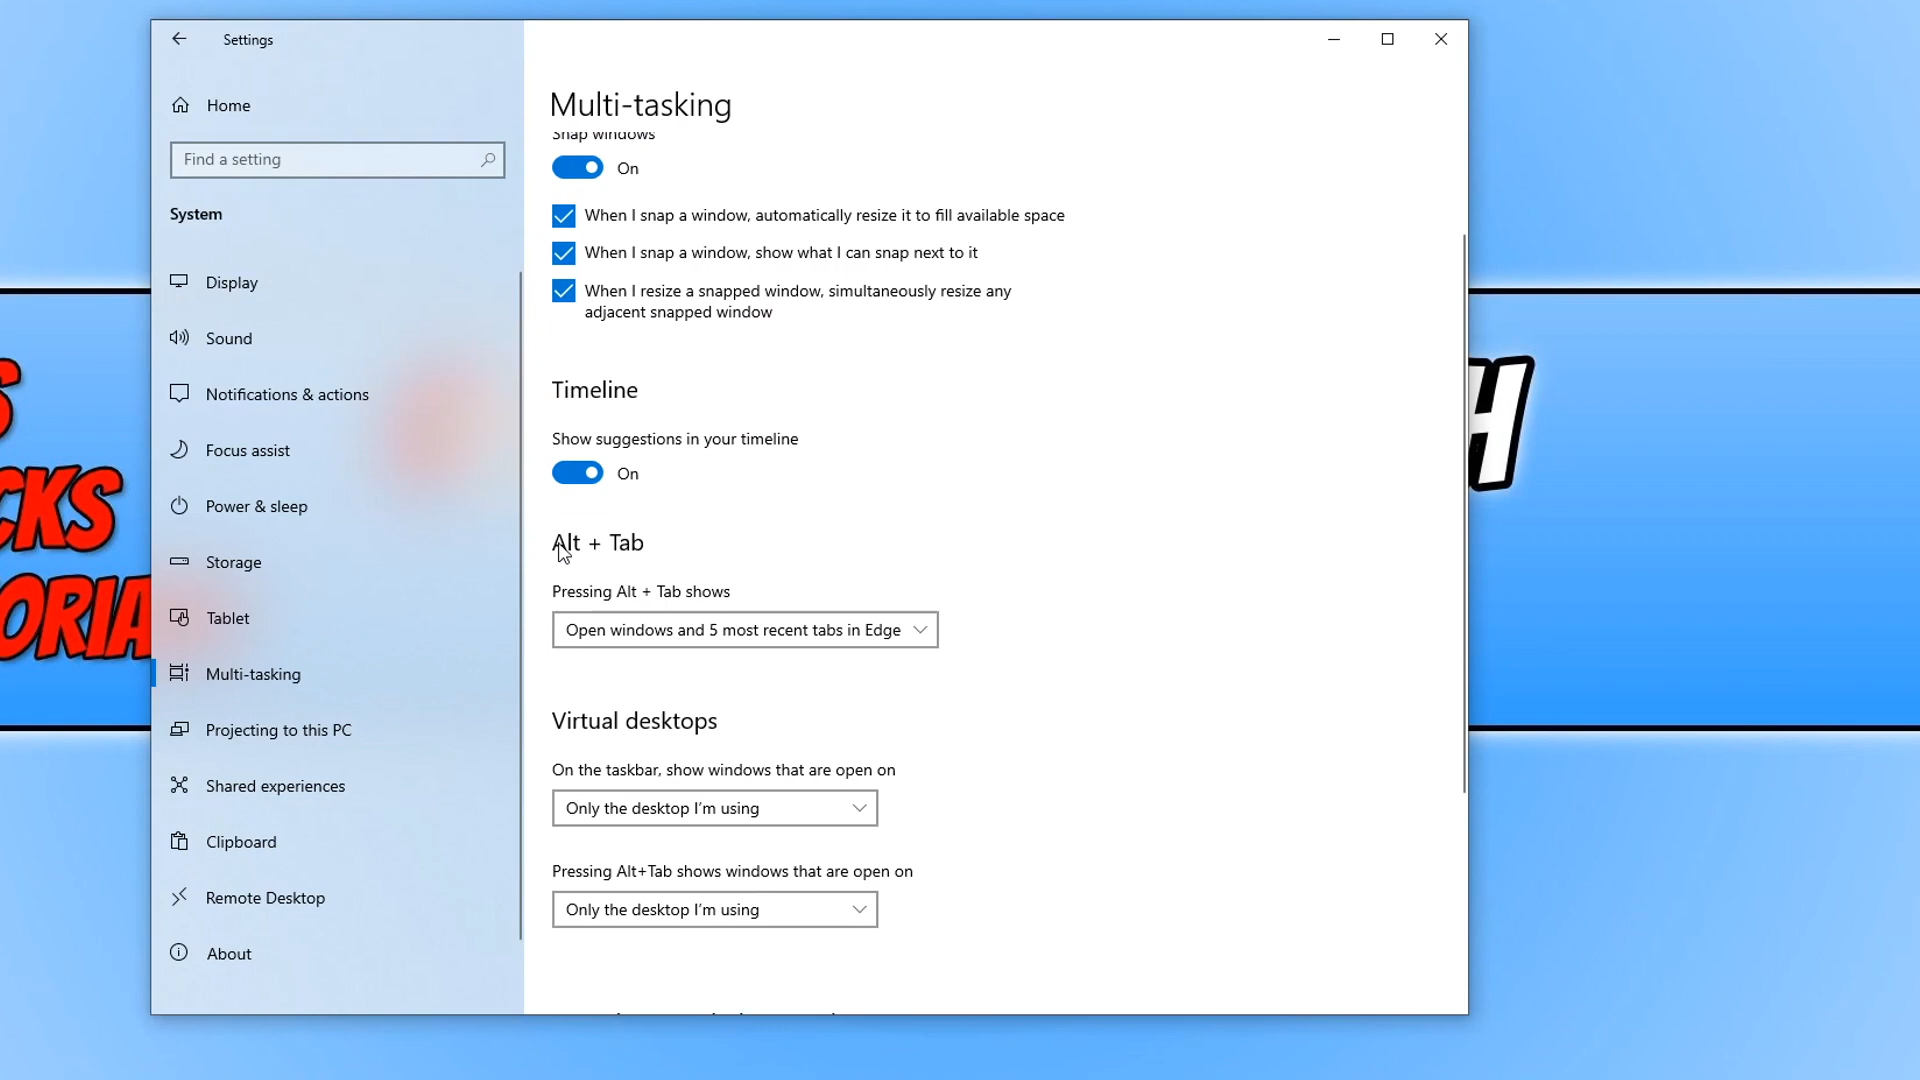 Settings
Home
Find a setting
System
Display
Sound
Notifications & actions
Focus assist
Power & sleep
Storage
Tablet
Multi-tasking
Projecting to this PC
Shared experiences
Clipboard
Remote Desktop
About
Multi-tasking
Snap windows
On
When I snap a window, automatically resize it to fill available space
When I snap a window, show what I can snap next to it
When I resize a snapped window, simultaneously resize any
adjacent snapped window
Timeline
Show suggestions in your timeline
On
Alt + Tab
Pressing Alt + Tab shows
Open windows and 5 most recent tabs in Edge
Virtual desktops
On the taskbar, show windows that are open on
Only the desktop I'm using
Pressing Alt+Tab shows windows that are open on
Only the desktop I'm using